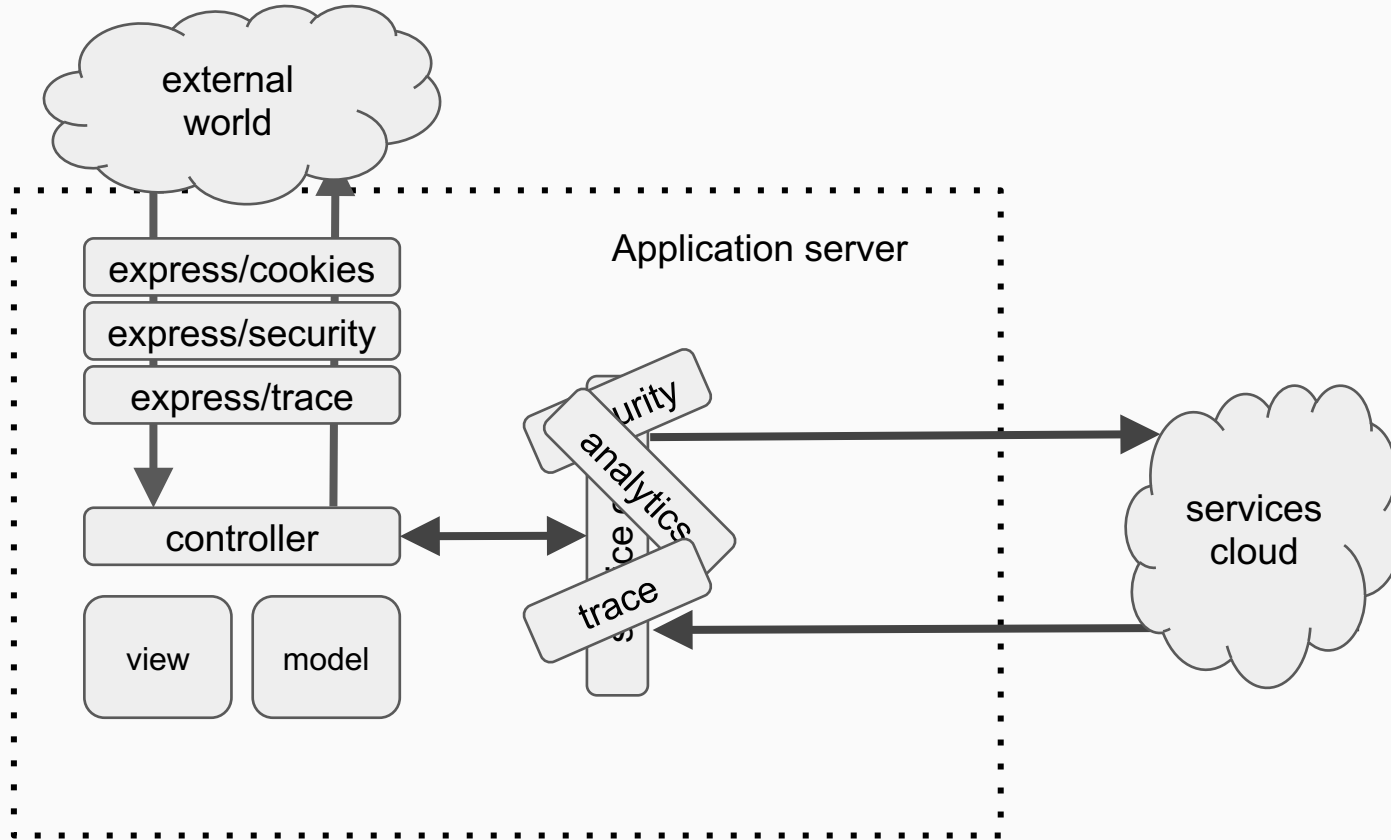 external
world
Application server
express/cookies
express/security
express/trace
analytics
controller
trace
services
cloud
view
model